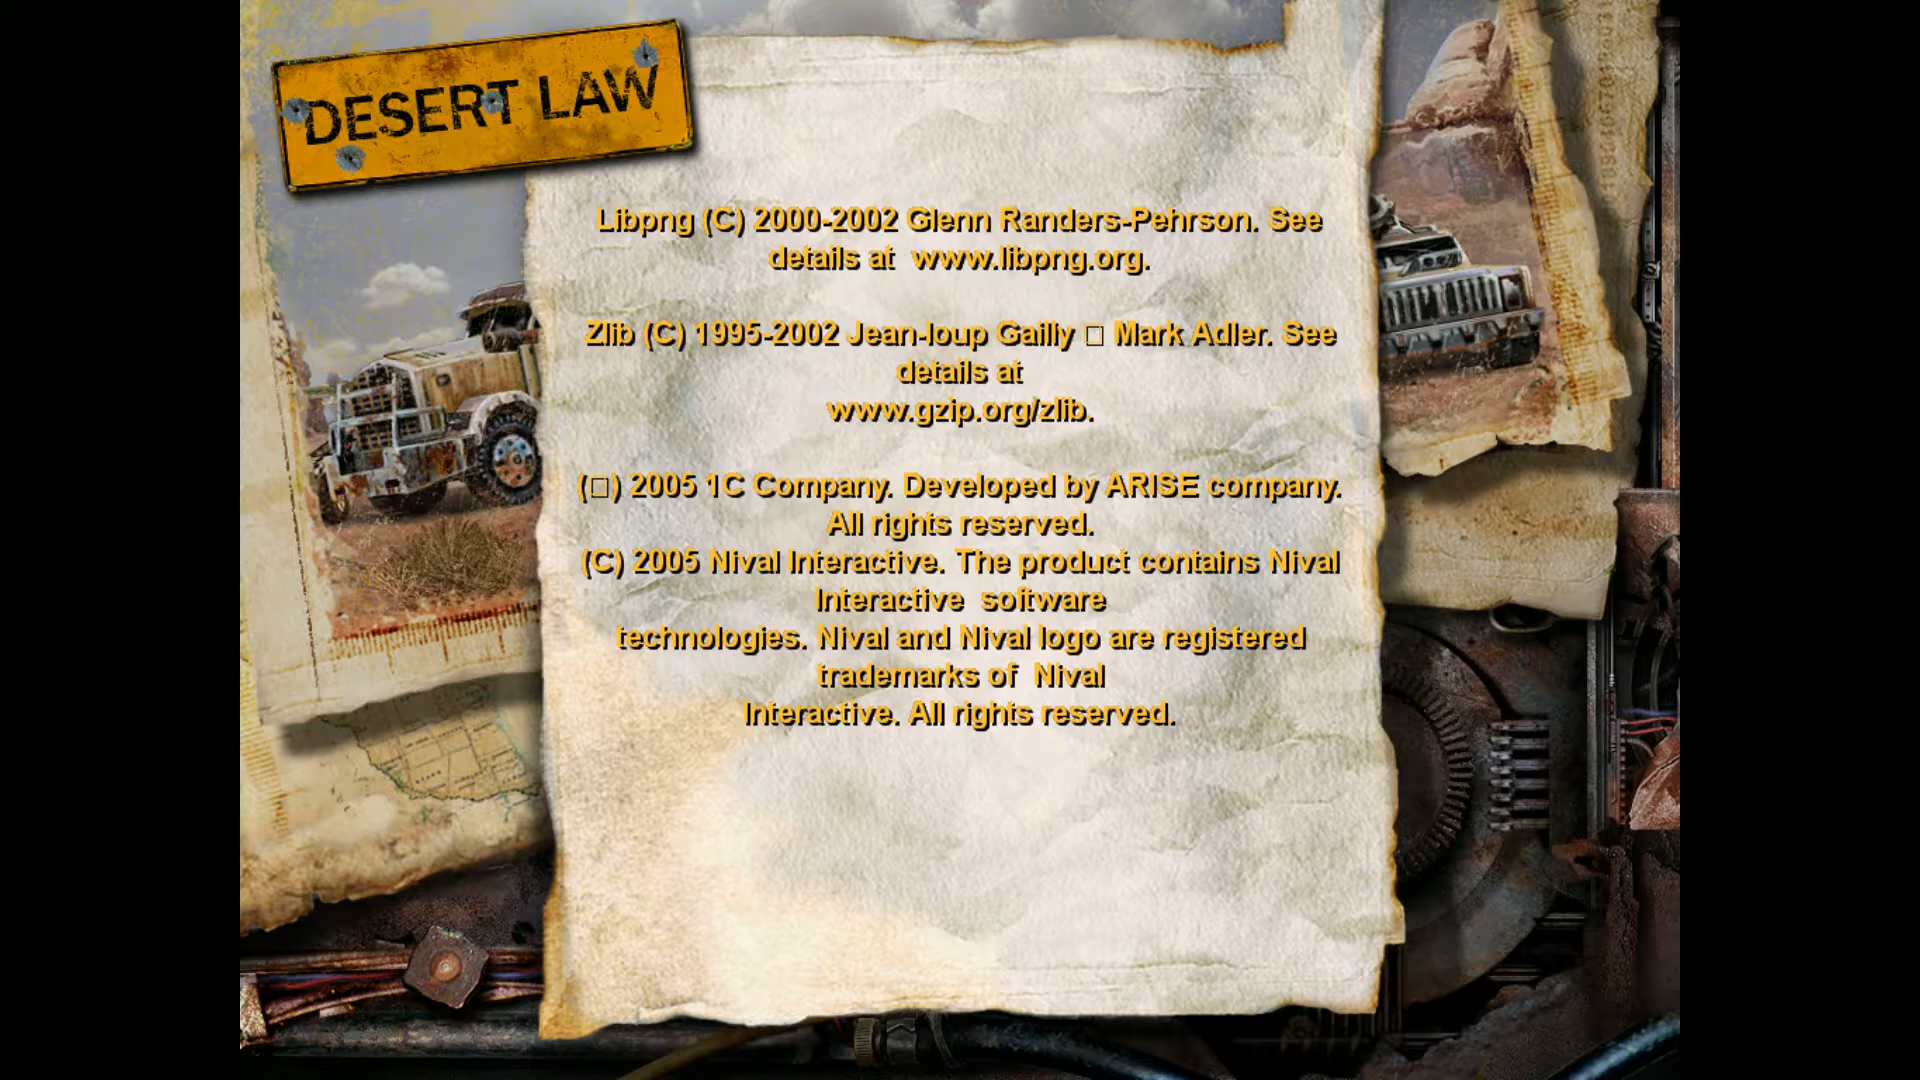 DESERT LAW
Libpng (C) 2000-2002 Glenn Randers-Pehrson. See
details at  www.libpng.org.
Zlib (C) 1995-2002 Jean-loup Gailly □ Mark Adler. See
details at
www.gzip.org/zlib.
(□) 2005 1C Company. Developed by ARISE company.
All rights reserved.
(C) 2005 Nival Interactive. The product contains Nival
Interactive  software
technologies. Nival and Nival logo are registered
trademarks of  Nival
Interactive. All rights reserved.